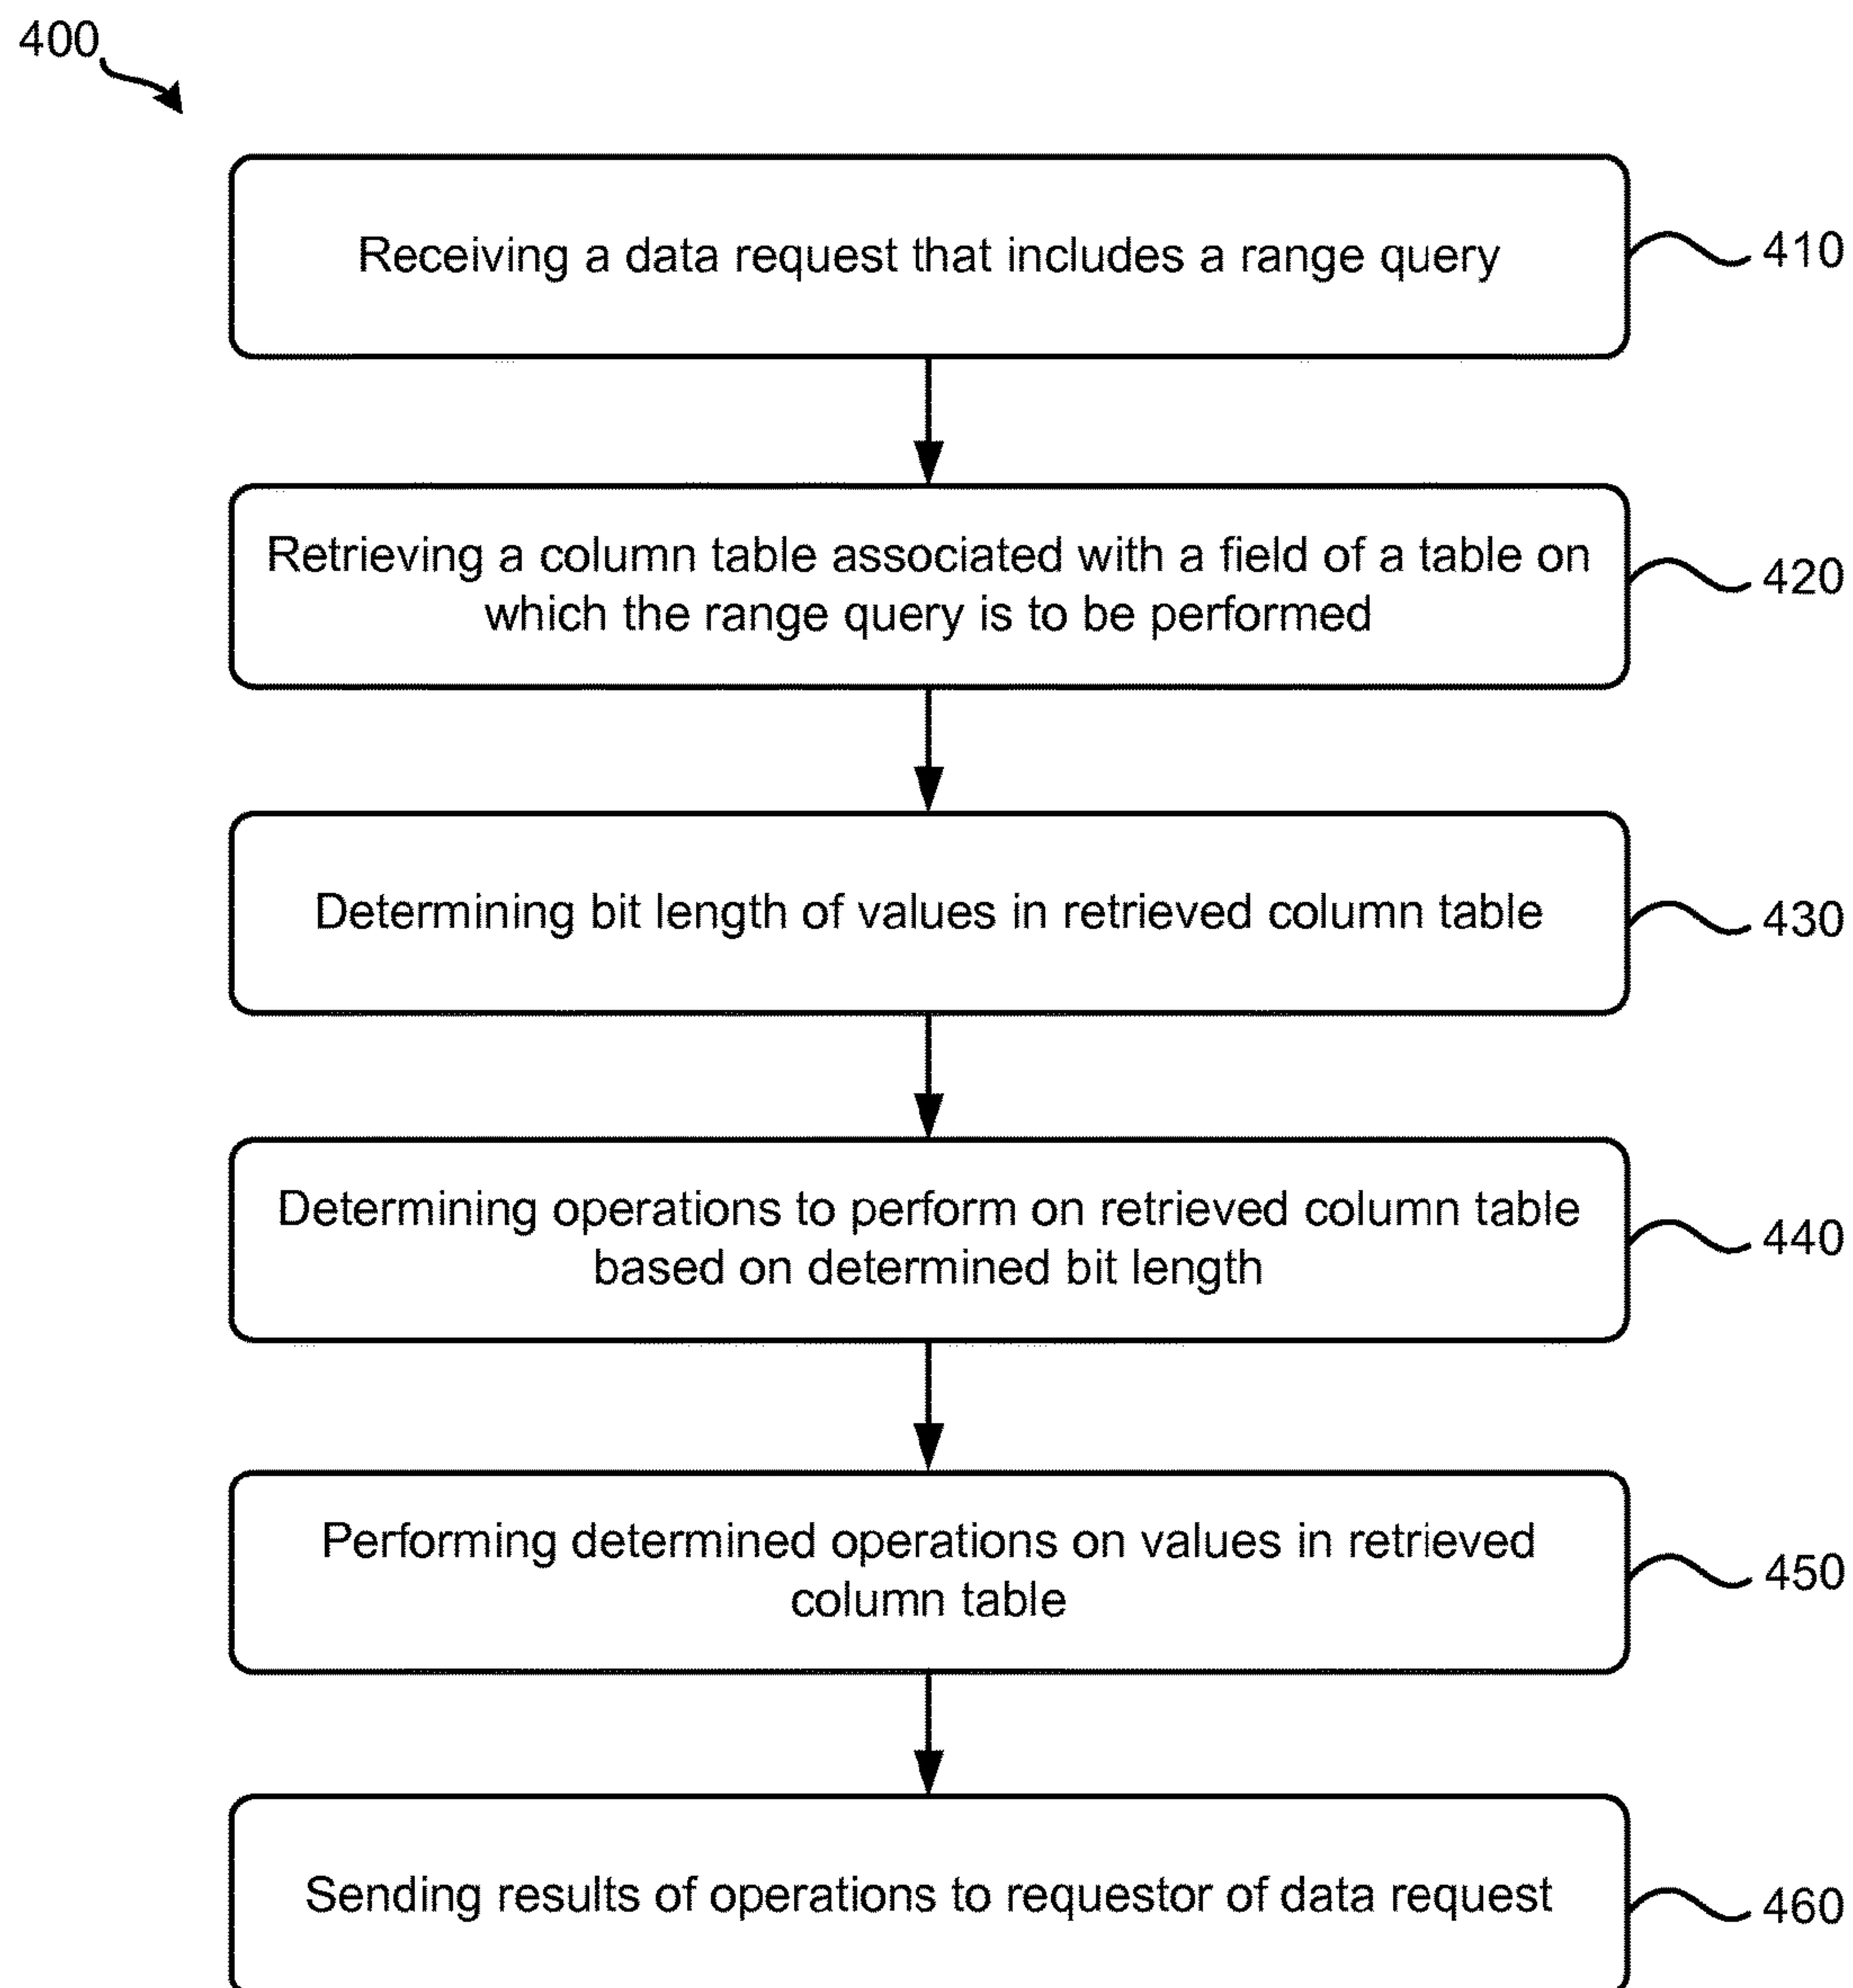 400
Receiving a data request that includes a range query
410
Retrieving a column table associated with a field of a table on
which the range query is to be performed
420
Determining bit length of values in retrieved column table
430
Determining operations to perform on retrieved column table
based on determined bit length
440
Performing determined operations on values in retrieved
column table
450
Sending results of operations to requestor of data request
460